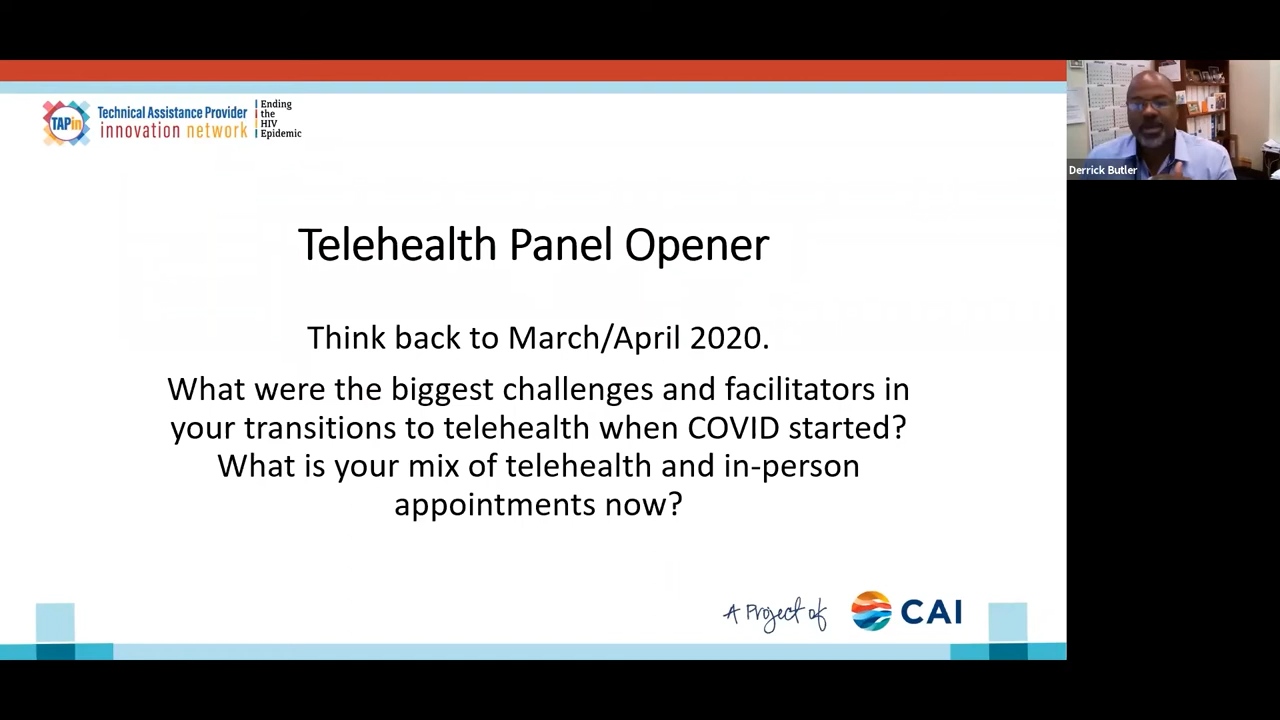 TAPin
Technical Assistance Provider
innovation network
Ending
the
HIV
Epidemic
Derrick Butler
Telehealth Panel Opener
Think back to March/April 2020.
What were the biggest challenges and facilitators in
your transitions to telehealth when COVID started?
What is your mix of telehealth and in-person
appointments now?
A Project of
CAI